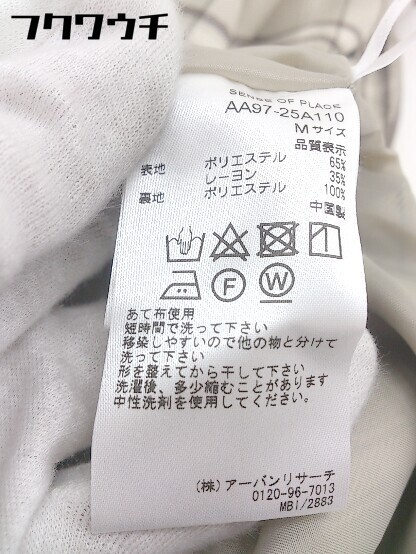 フクワウチ
SENSE OF PLACE
AA97-25A110
Mサイズ
品質表示
表地 ポリエステル 65%
レーヨン 35%
裏地 ポリエステル 100%
中国製
F W
あて布使用
短時間で洗って下さい
移染しやすいので他の物と分けて
洗って下さい
形を整えてから干して下さい
洗濯後、多少縮むことがあります
中性洗剤を使用してください。
(株) アーバンリサーチ
0120-96-7013
MBI/2883